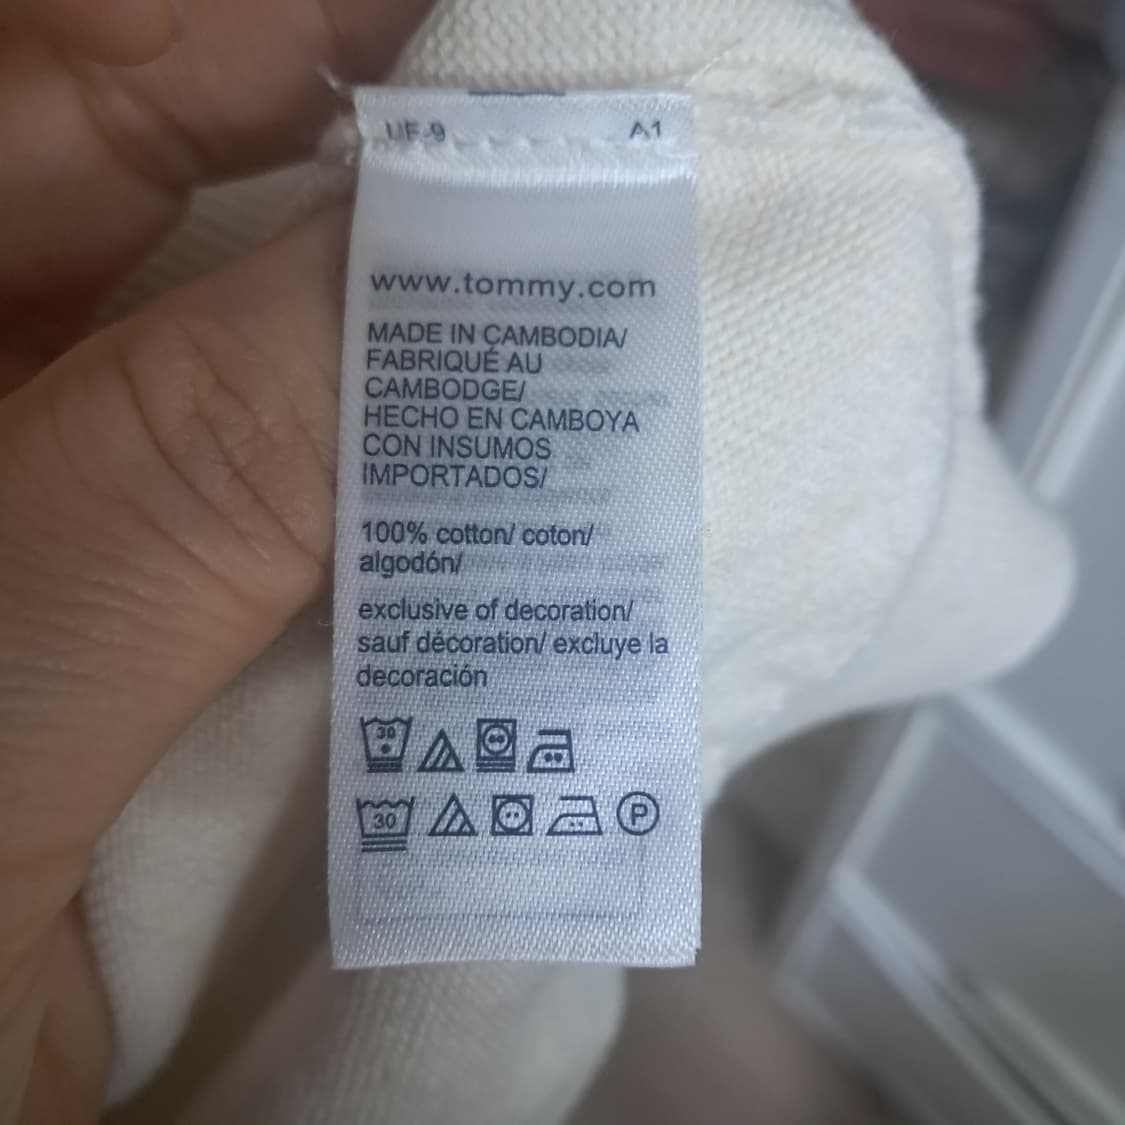 UF-9 A1
www.tommy.com
MADE IN CAMBODIA/
FABRIQUÉ AU
CAMBODGE/
HECHO EN CAMBOYA
CON INSUMOS
IMPORTADOS/
100% cotton/ coton/
algodón/
exclusive of decoration/
sauf décoration/ excluye la
decoración
30
30 P